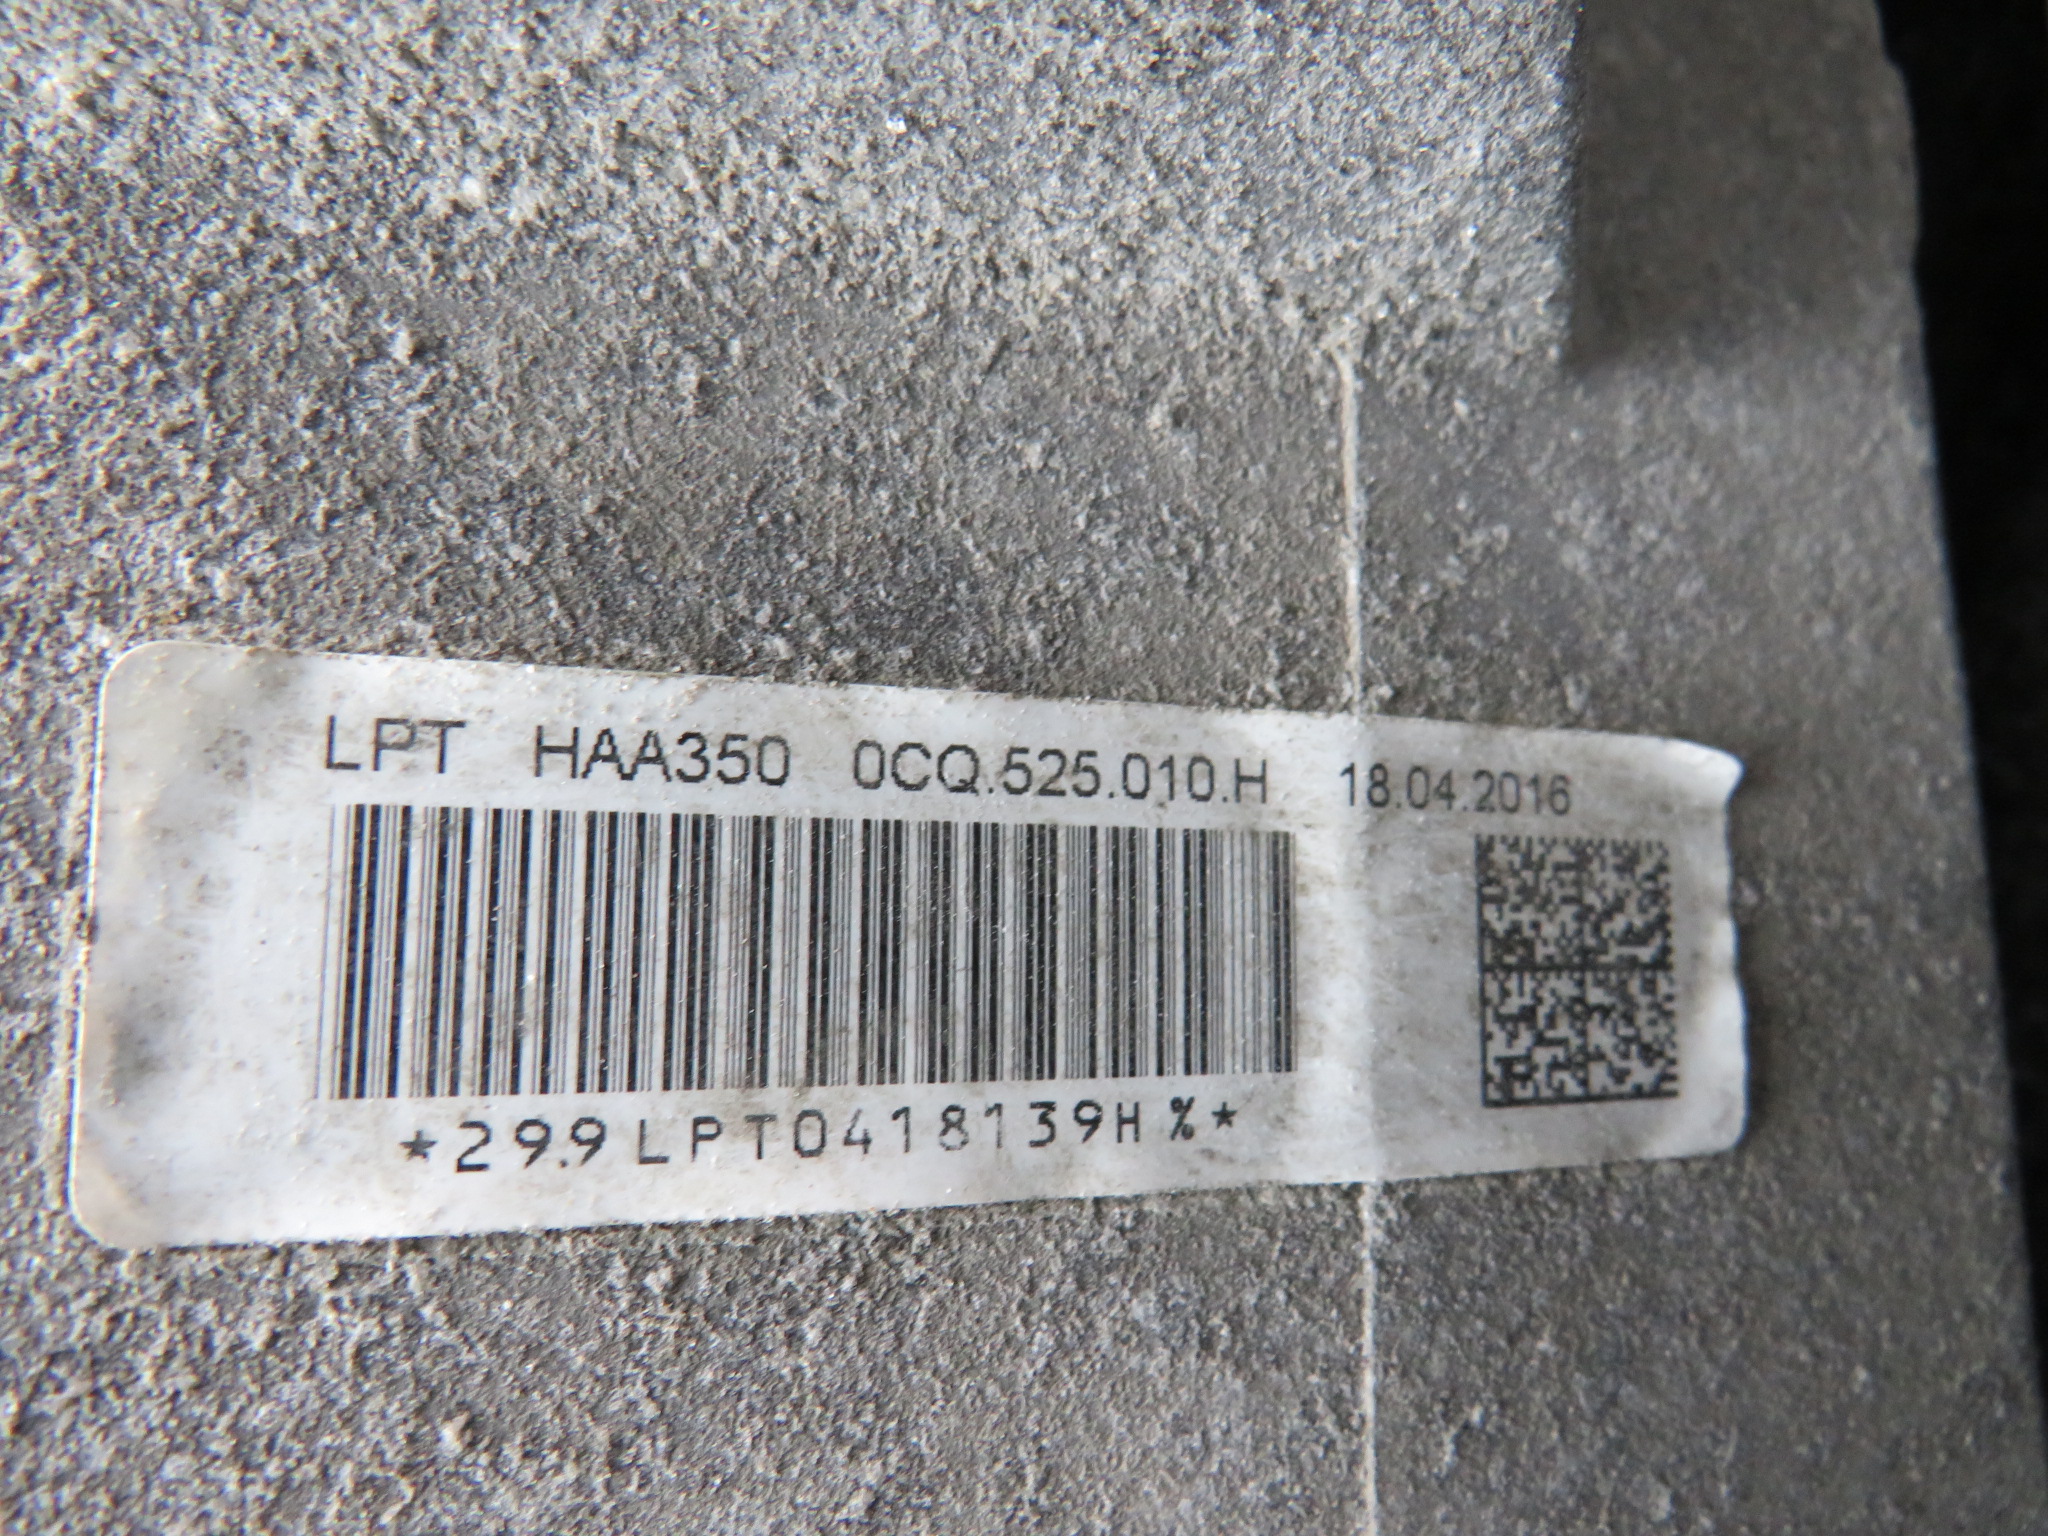 LPT HAA350 0CQ.525.010.H 18.04.2016
*299LPT0418139H%*